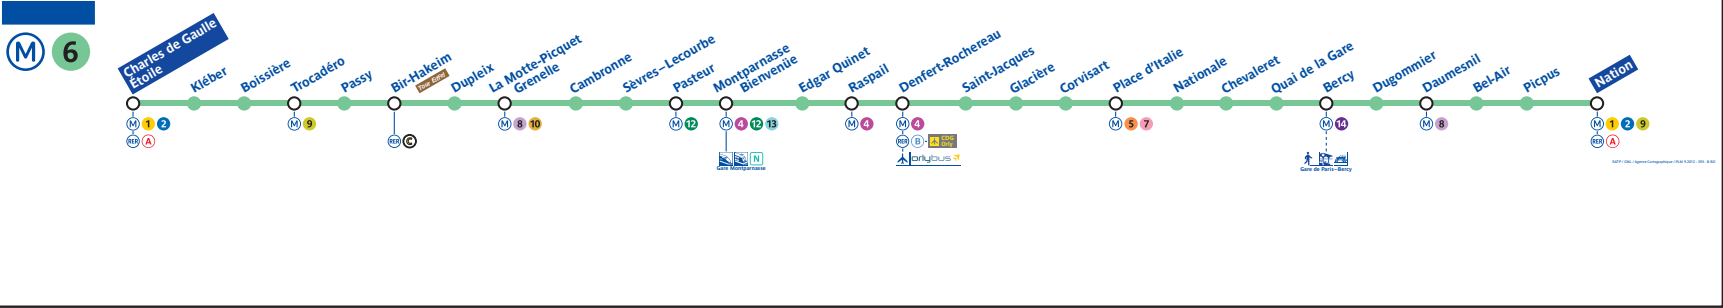 M 6
Charles de Gaulle
Étoile
Kléber
Boissière
Trocadéro
Passy
Bir-Hakeim
Tour Eiffel
Dupleix
La Motte-Picquet
Grenelle
Cambronne
Sèvres–Lecourbe
Pasteur
Montparnasse
Bienvenüe
Edgar Quinet
Raspail
Denfert-Rochereau
Saint-Jacques
Glacière
Corvisart
Place d'Italie
Nationale
Chevaleret
Quai de la Gare
Bercy
Dugommier
Daumesnil
Bel-Air
Picpus
Nation
M 1 2
RER A
M 9
RER C
M 8 10
M 12
M 4 12 13
N
Gare Montparnasse
M 4
M 4
RER B - CDG
Orly
orlybus
M 5 7
M 14
Gare de Paris–Bercy
M 8
M 1 2 9
RER A